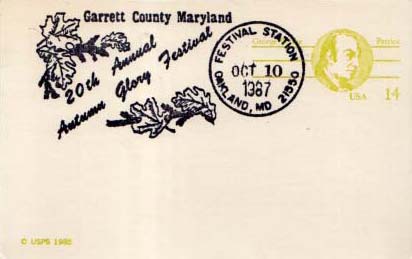 Garrett County Maryland
20th Annual
Autumn Glory Festival
FESTIVAL STATION
OCT 10
1987
OAKLAND, MD 21550
George
Patriot
USA 14
© USPS 1985